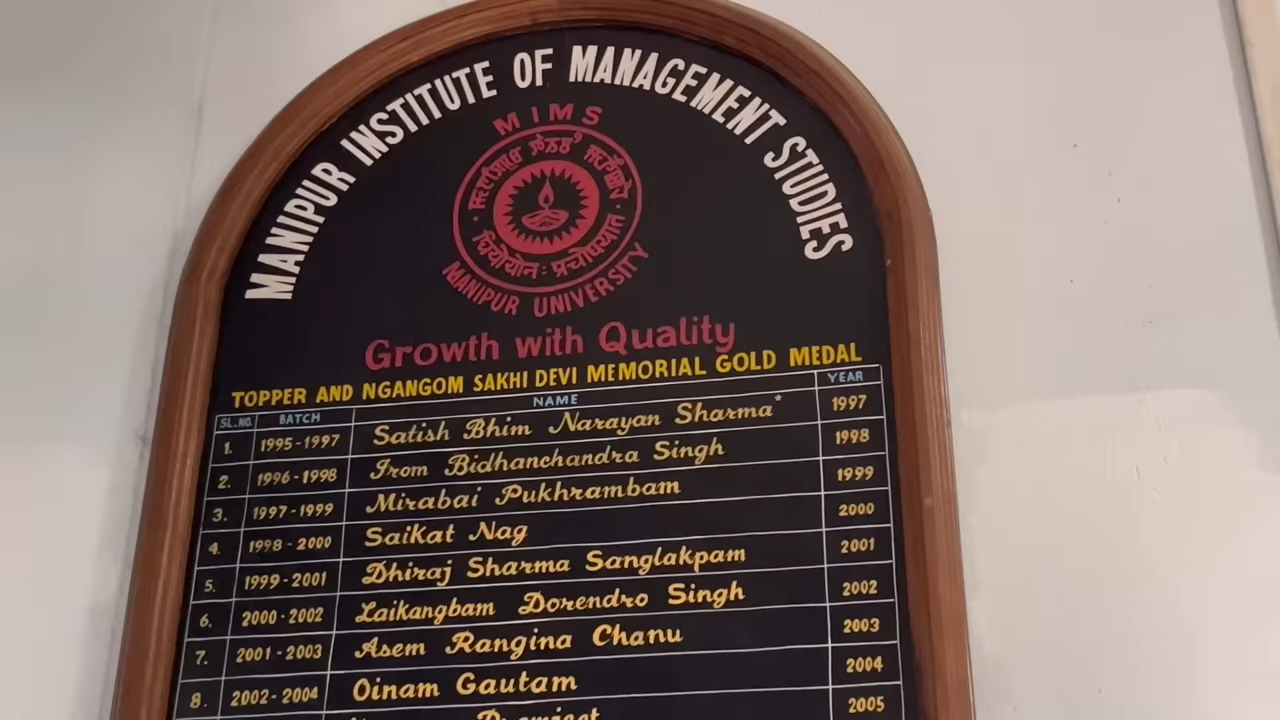 MANIPUR INSTITUTE OF MANAGEMENT STUDIES
MIMS
धियो योनः प्रचोदयात
MANIPUR UNIVERSITY
Growth with Quality
TOPPER AND NGANGOM SAKHI DEVI MEMORIAL GOLD MEDAL
SL.NO. BATCH NAME YEAR
1. 1995-1997 Satish Bhim Narayan Sharma* 1997
2. 1996-1998 Irom Bidhanchandra Singh 1998
3. 1997-1999 Mirabai Pukhrambam 1999
4. 1998-2000 Saikat Nag 2000
5. 1999-2001 Dhiraj Sharma Sanglakpam 2001
6. 2000-2002 Laikangbam Dorendro Singh 2002
7. 2001-2003 Asem Rangina Chanu 2003
8. 2002-2004 Oinam Gautam 2004
2005